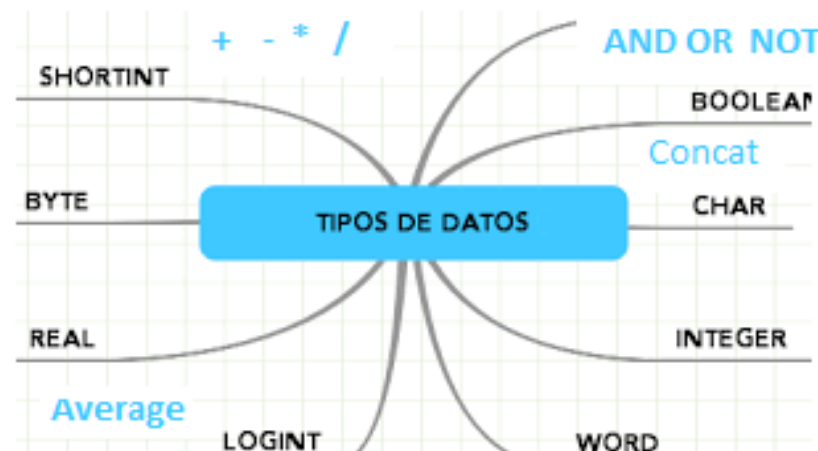 + - * /
AND OR NOT
SHORTINT
BOOLEAN
Concat
BYTE
CHAR
TIPOS DE DATOS
REAL
INTEGER
Average
LOGINT
WORD